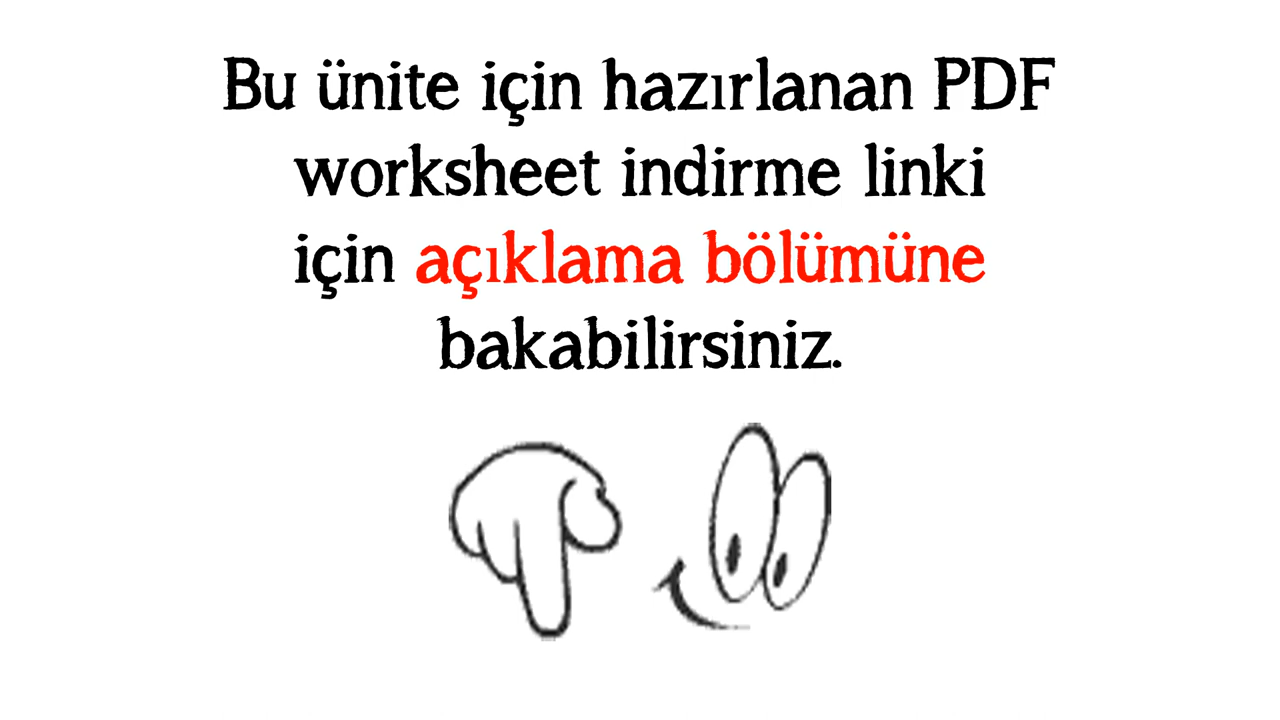 Bu ünite için hazırlanan PDF
worksheet indirme linki
için açıklama bölümüne
bakabilirsiniz.